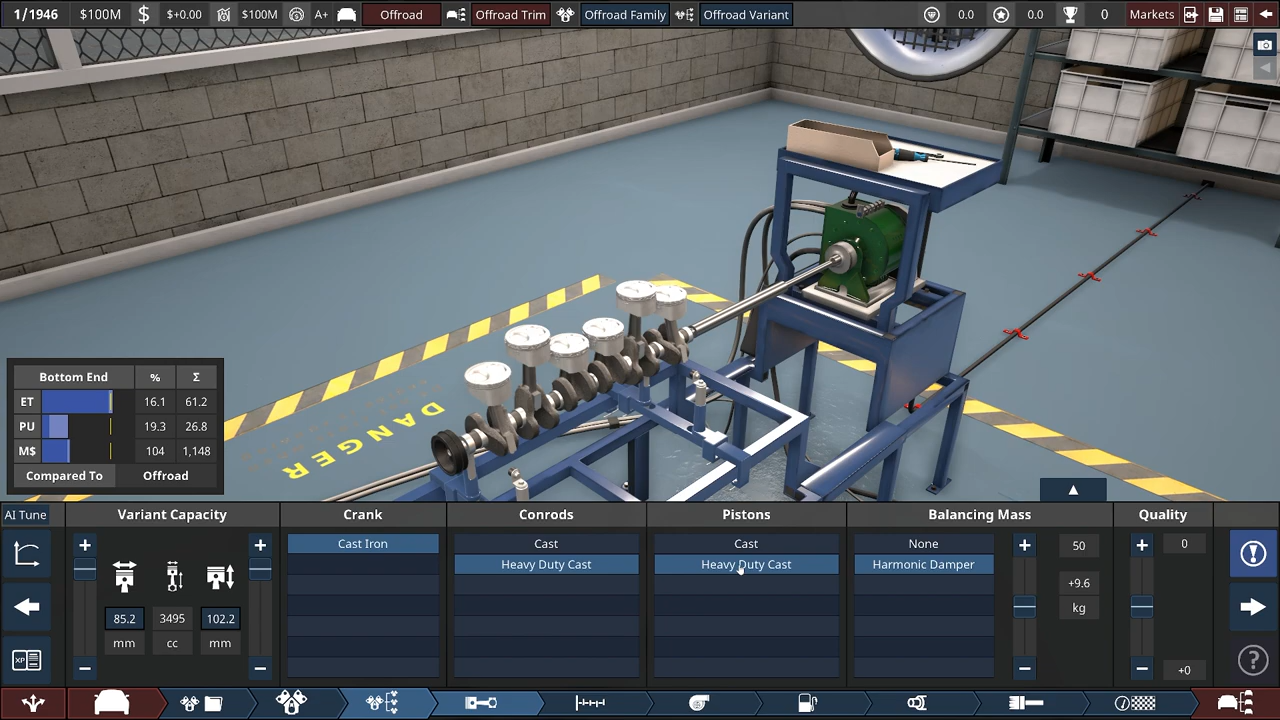 1/1946 $100M $ $+0.00 $100M A+ Offroad Offroad Trim Offroad Family Offroad Variant 0.0 0.0 0 Markets
DANGER
Bottom End % Σ
ET 16.1 61.2
PU 19.3 26.8
M$ 104 1,148
Compared To Offroad
AI Tune Variant Capacity Crank Conrods Pistons Balancing Mass Quality
Cast Iron Cast Cast None 50 0
Heavy Duty Cast Heavy Duty Cast Harmonic Damper
+9.6
kg
85.2 3495 102.2
mm cc mm
+0
XP